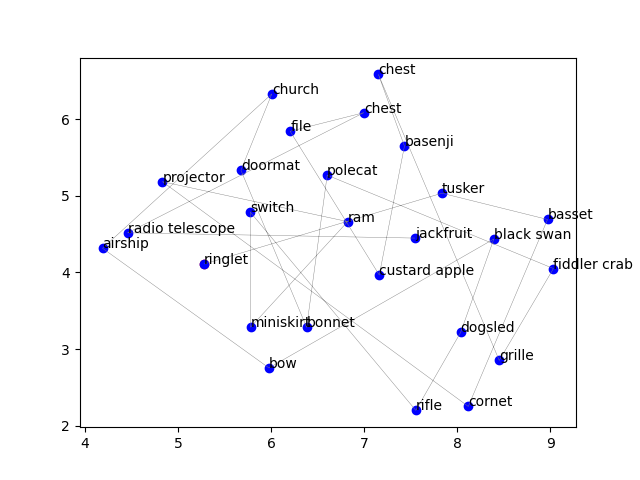 chest
church
chest
file
basenji
doormat
polecat
projector
tusker
switch
basset
ram
radio telescope
jackfruit
black swan
airship
ringlet
custard apple
fiddler crab
miniskirt
bonnet
dogsled
grille
bow
rifle
cornet
6
5
4
3
2
4 5 6 7 8 9